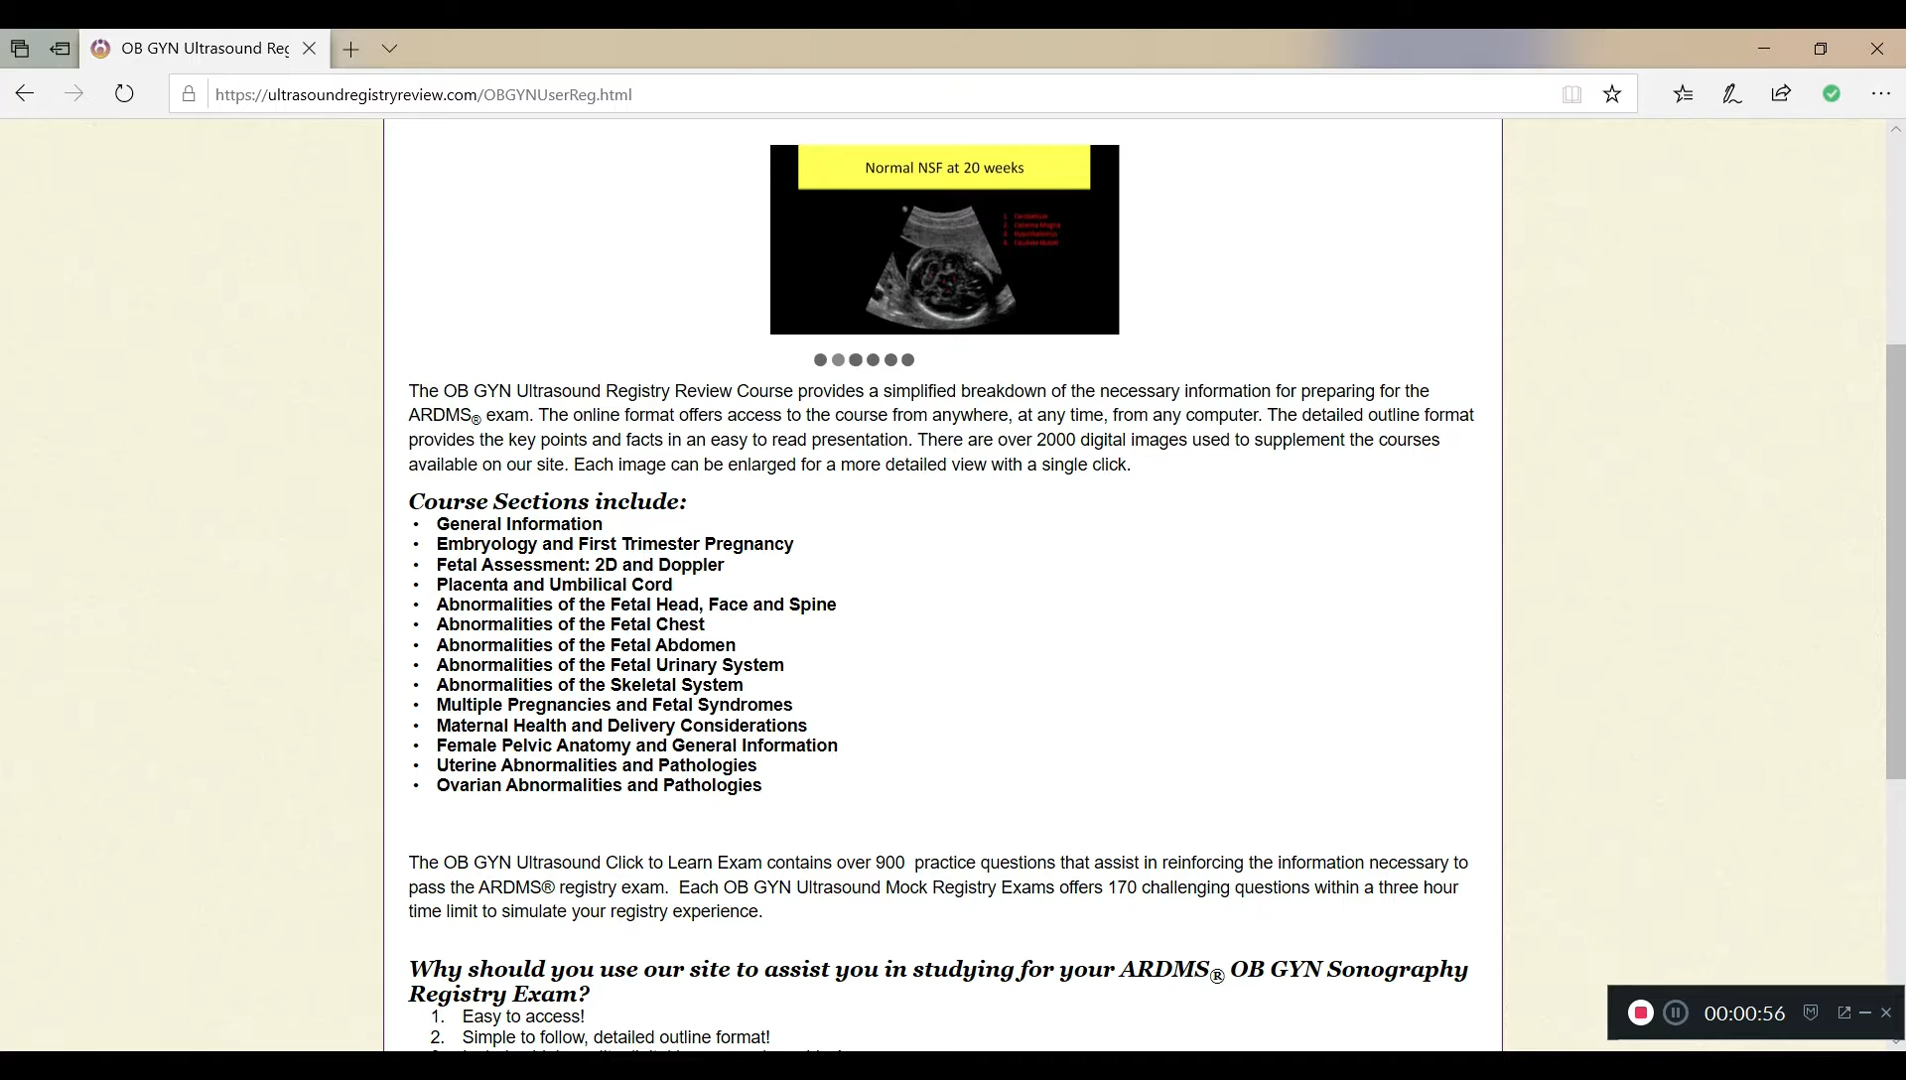 OB GYN Ultrasound Reg
https://ultrasoundregistryreview.com/OBGYNUserReg.html
Normal NSF at 20 weeks
The OB GYN Ultrasound Registry Review Course provides a simplified breakdown of the necessary information for preparing for the
ARDMS® exam. The online format offers access to the course from anywhere, at any time, from any computer. The detailed outline format
provides the key points and facts in an easy to read presentation. There are over 2000 digital images used to supplement the courses
available on our site. Each image can be enlarged for a more detailed view with a single click.
Course Sections include:
• General Information
• Embryology and First Trimester Pregnancy
• Fetal Assessment: 2D and Doppler
• Placenta and Umbilical Cord
• Abnormalities of the Fetal Head, Face and Spine
• Abnormalities of the Fetal Chest
• Abnormalities of the Fetal Abdomen
• Abnormalities of the Fetal Urinary System
• Abnormalities of the Skeletal System
• Multiple Pregnancies and Fetal Syndromes
• Maternal Health and Delivery Considerations
• Female Pelvic Anatomy and General Information
• Uterine Abnormalities and Pathologies
• Ovarian Abnormalities and Pathologies
The OB GYN Ultrasound Click to Learn Exam contains over 900 practice questions that assist in reinforcing the information necessary to
pass the ARDMS® registry exam. Each OB GYN Ultrasound Mock Registry Exams offers 170 challenging questions within a three hour
time limit to simulate your registry experience.
Why should you use our site to assist you in studying for your ARDMS® OB GYN Sonography
Registry Exam?
1. Easy to access!
2. Simple to follow, detailed outline format!
00:00:56